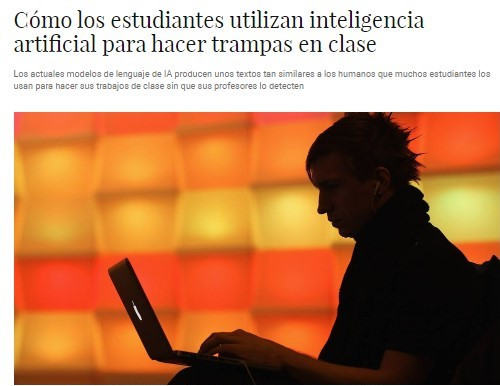 Cómo los estudiantes utilizan inteligencia
artificial para hacer trampas en clase
Los actuales modelos de lenguaje de IA producen unos textos tan similares a los humanos que muchos estudiantes los
usan para hacer sus trabajos de clase sin que sus profesores lo detecten